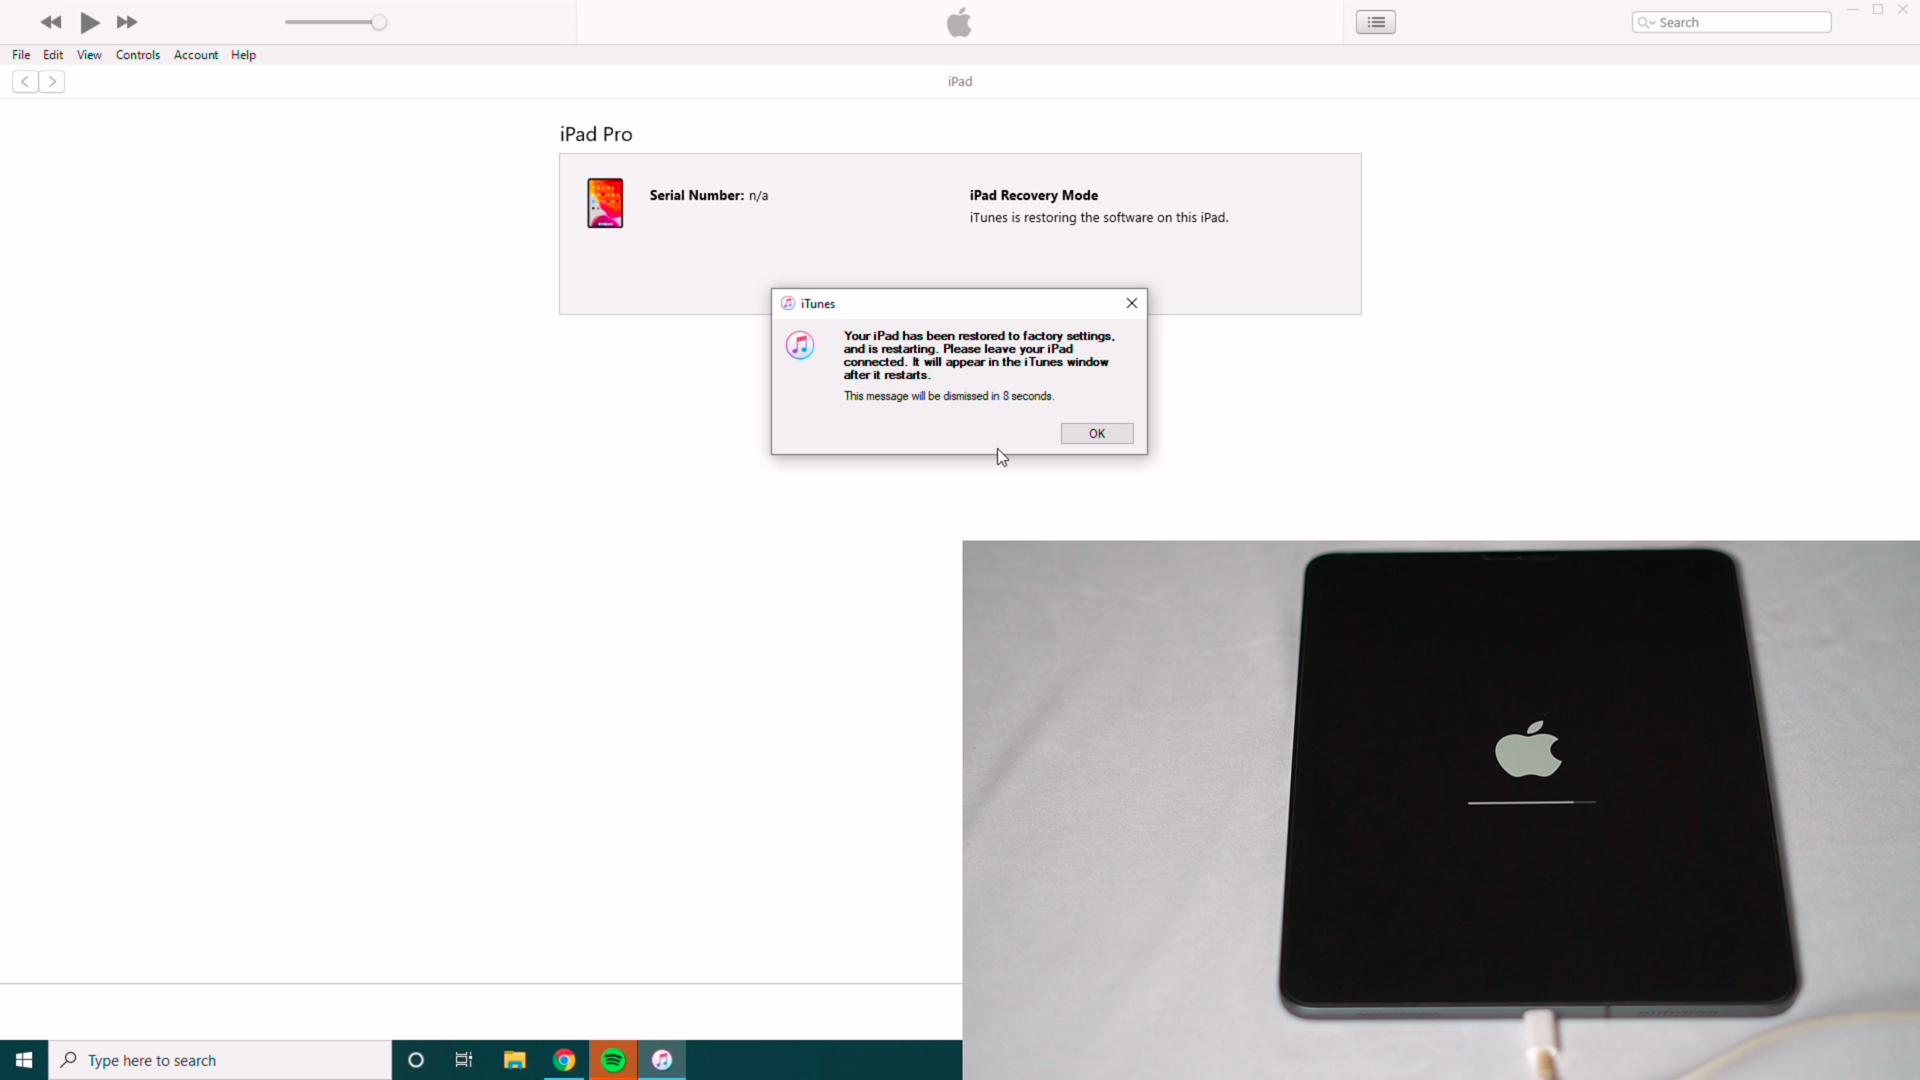 Search
File Edit View Controls Account Help
iPad
iPad Pro
Serial Number: n/a
iPad Recovery Mode
iTunes is restoring the software on this iPad.
iTunes
Your iPad has been restored to factory settings,
and is restarting. Please leave your iPad
connected. It will appear in the iTunes window
after it restarts.
This message will be dismissed in 8 seconds.
OK
Type here to search